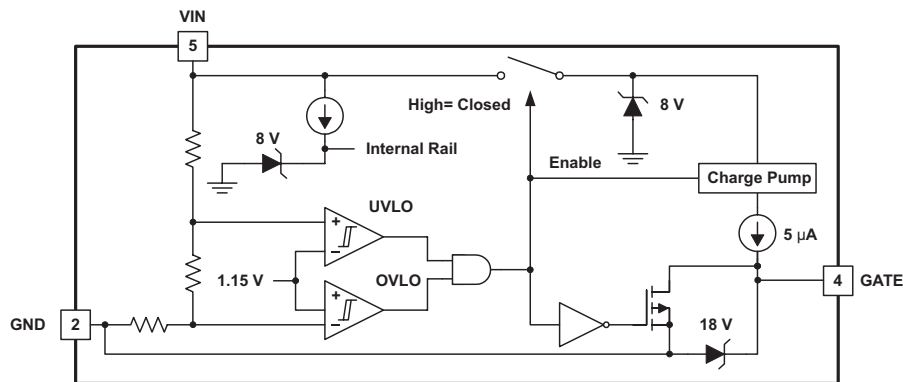 VIN
5
High= Closed
8 V
8 V
Internal Rail
Enable
Charge Pump
UVLO
+
−
5 µA
1.15 V
OVLO
+
−
4
GATE
GND
2
18 V